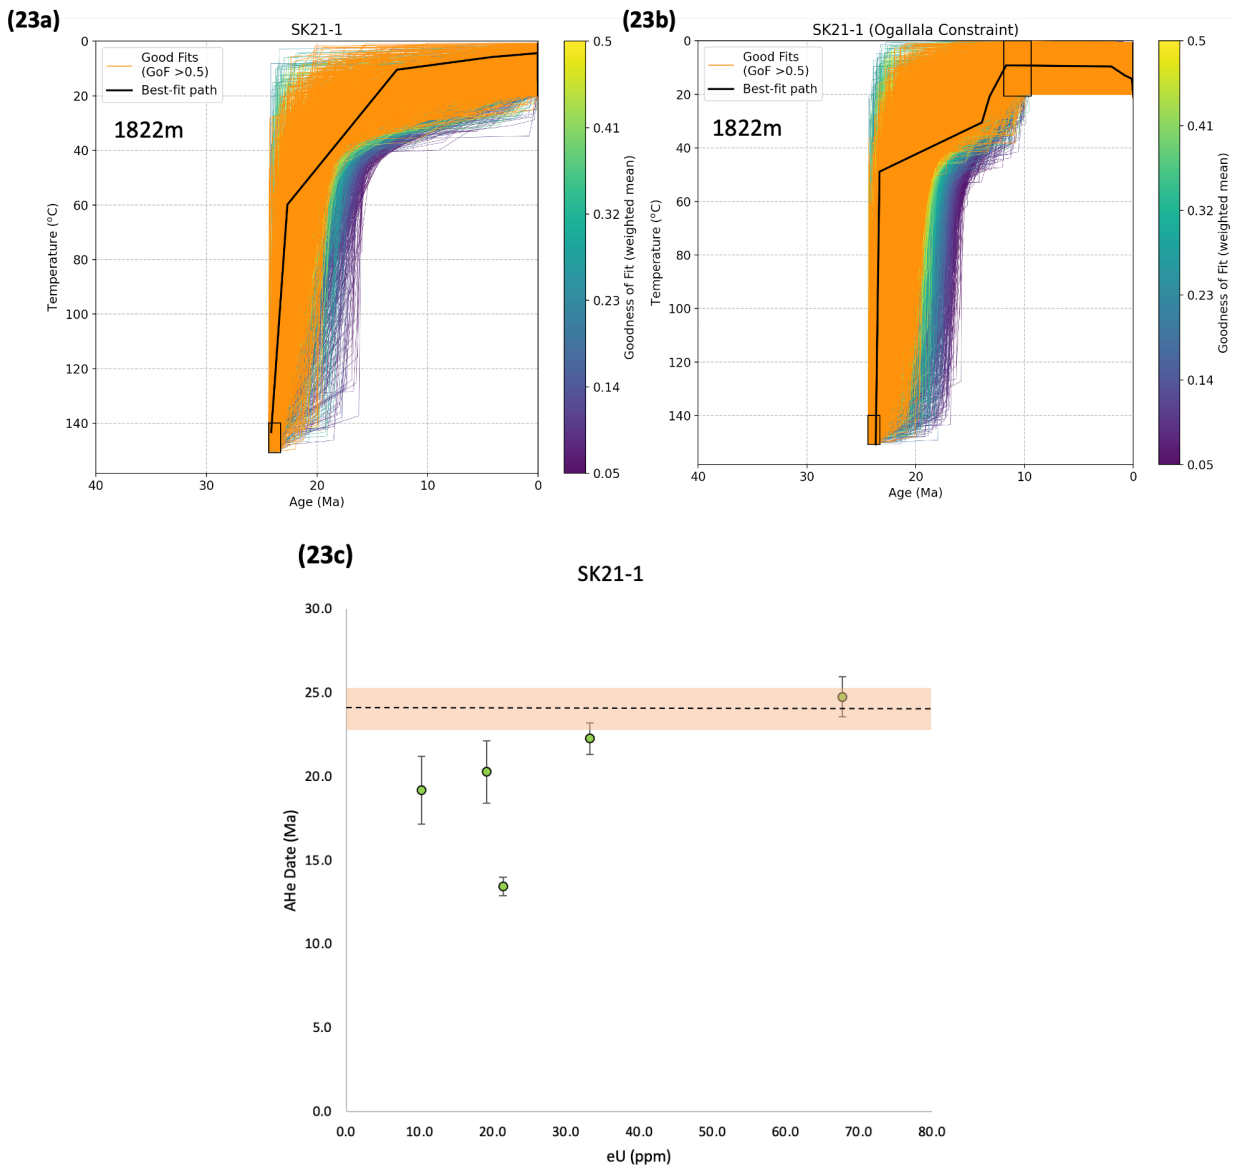 (23a)
SK21-1
Good Fits
(GoF >0.5)
Best-fit path
1822m
0
20
40
60
80
100
120
140
Temperature (°C)
40
30
20
10
0
Age (Ma)
0.5
0.41
0.32
0.23
0.14
0.05
Goodness of Fit (weighted mean)
(23b)
SK21-1 (Ogallala Constraint)
Good Fits
(GoF >0.5)
Best-fit path
1822m
0
20
40
60
80
100
120
140
Temperature (°C)
40
30
20
10
0
Age (Ma)
0.5
0.41
0.32
0.23
0.14
0.05
Goodness of Fit (weighted mean)
(23c)
SK21-1
30.0
25.0
20.0
15.0
10.0
5.0
0.0
AHe Date (Ma)
0.0
10.0
20.0
30.0
40.0
50.0
60.0
70.0
80.0
eU (ppm)